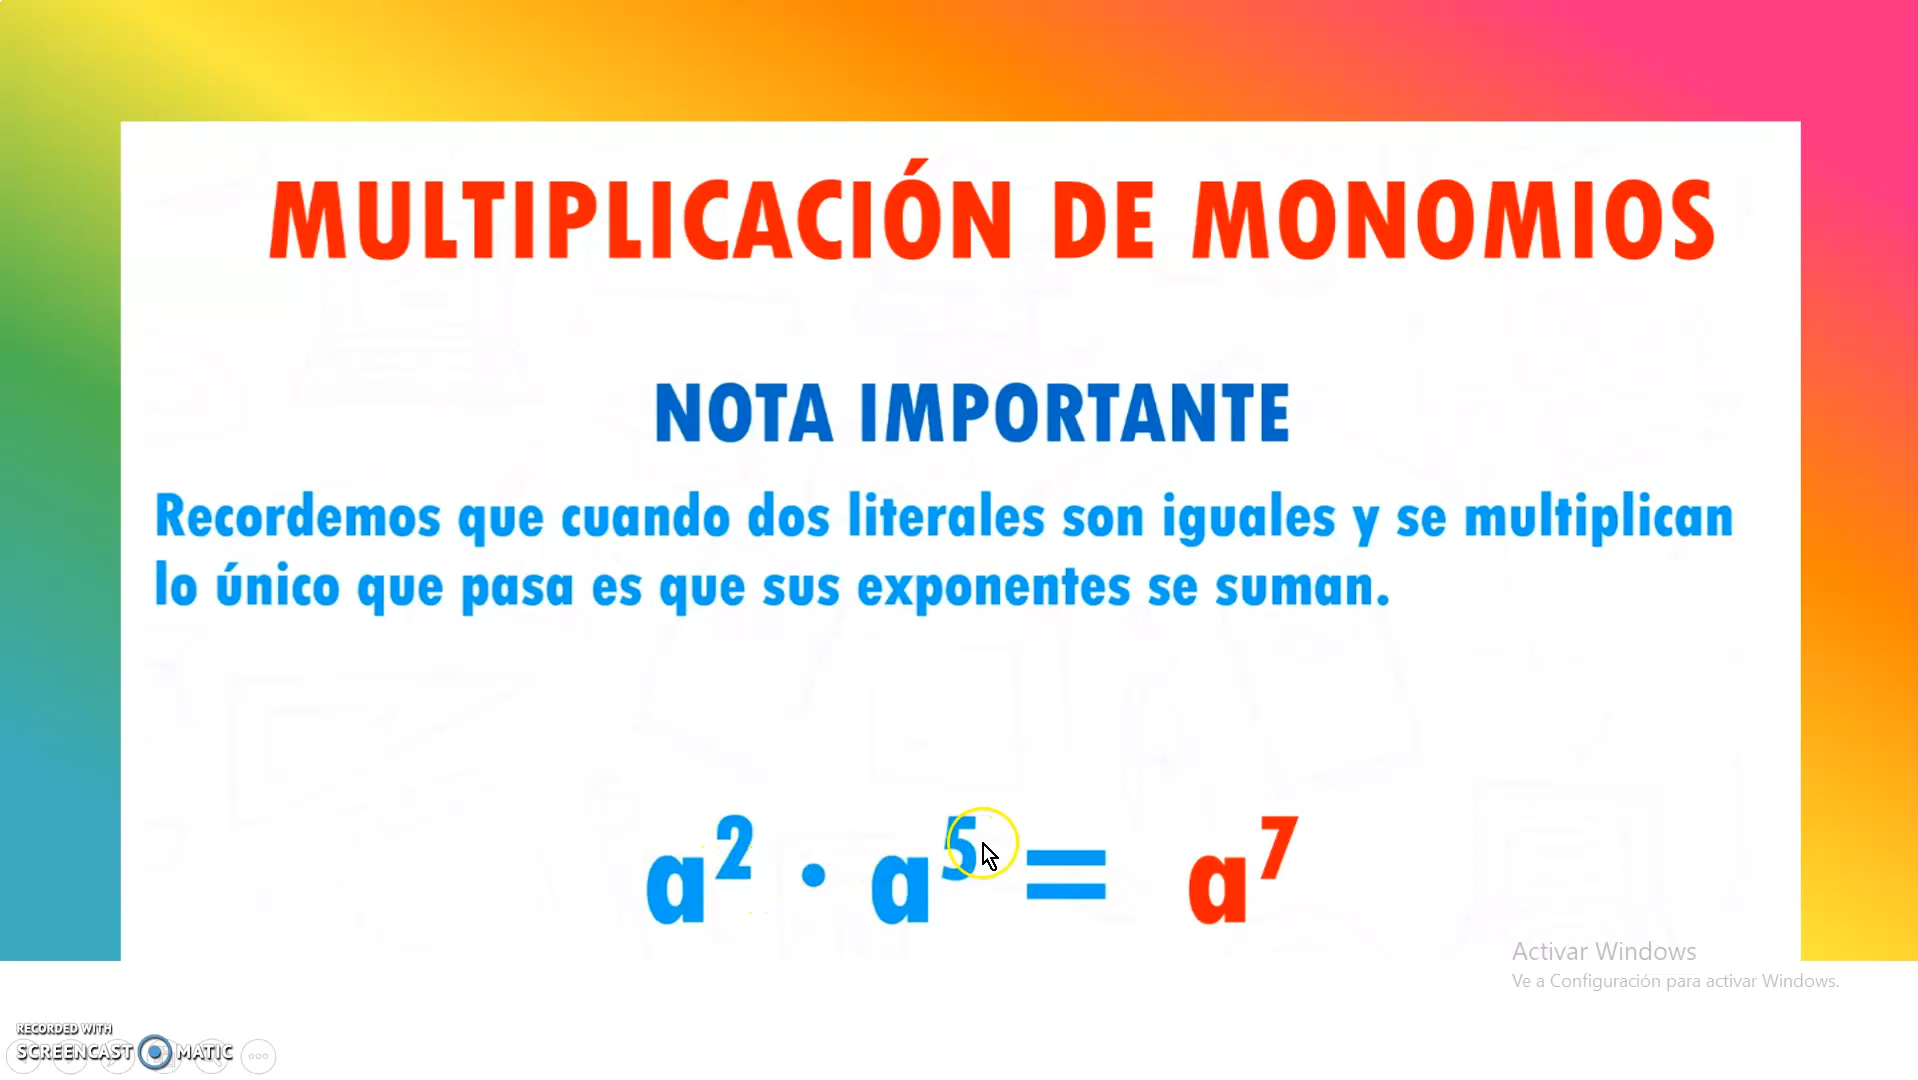 MULTIPLICACIÓN DE MONOMIOS
NOTA IMPORTANTE
Recordemos que cuando dos literales son iguales y se multiplican
lo único que pasa es que sus exponentes se suman.
a² · a⁵ = a⁷
Activar Windows
Ve a Configuración para activar Windows.
RECORDED WITH
SCREENCAST MATIC